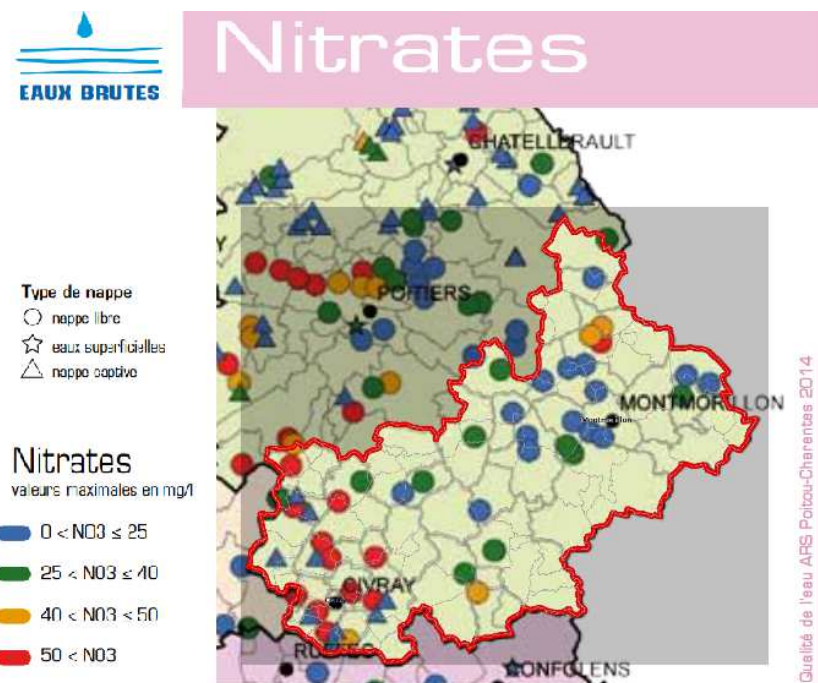 EAUX BRUTES
Nitrates
CHATELLERAULT
POITIERS
MONTMORILLON
Montmorillon
CIVRAY
CONFOLENS
Type de nappe
nappe libre
eaux superficielles
nappe captive
Nitrates
valeurs maximales en mg/l
0 < NO3 ≤ 25
25 < NO3 ≤ 40
40 < NO3 < 50
50 < NO3
Qualité de l'eau ARS Poitou-Charentes 2014